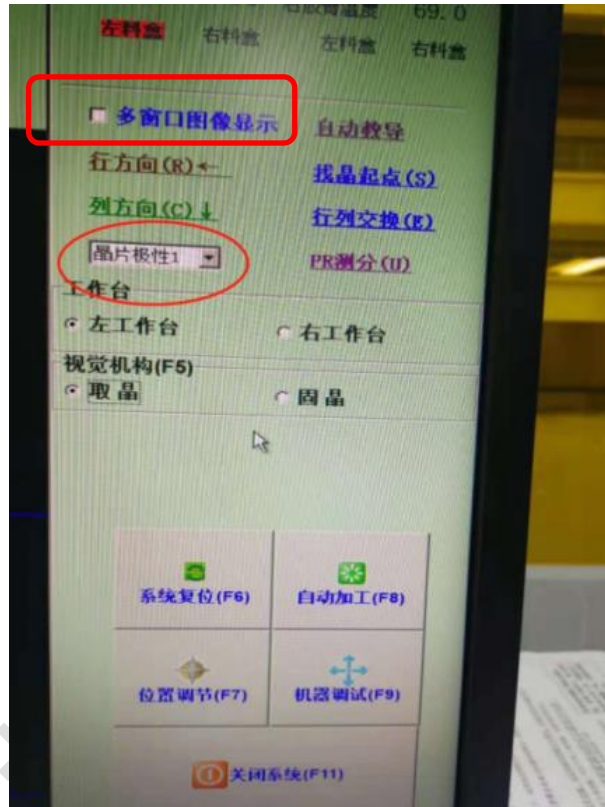 69.0
左料盒 右料盒 左料盒 右料盒
多窗口图像显示 自动教导
行方向(R)← 找晶起点(S)
列方向(C)↓ 行列交换(E)
晶片极性1 PR测分(U)
工作台
左工作台 右工作台
视觉机构(F5)
取晶 固晶
系统复位(F6) 自动加工(F8)
位置调节(F7) 机器调试(F9)
关闭系统(F11)